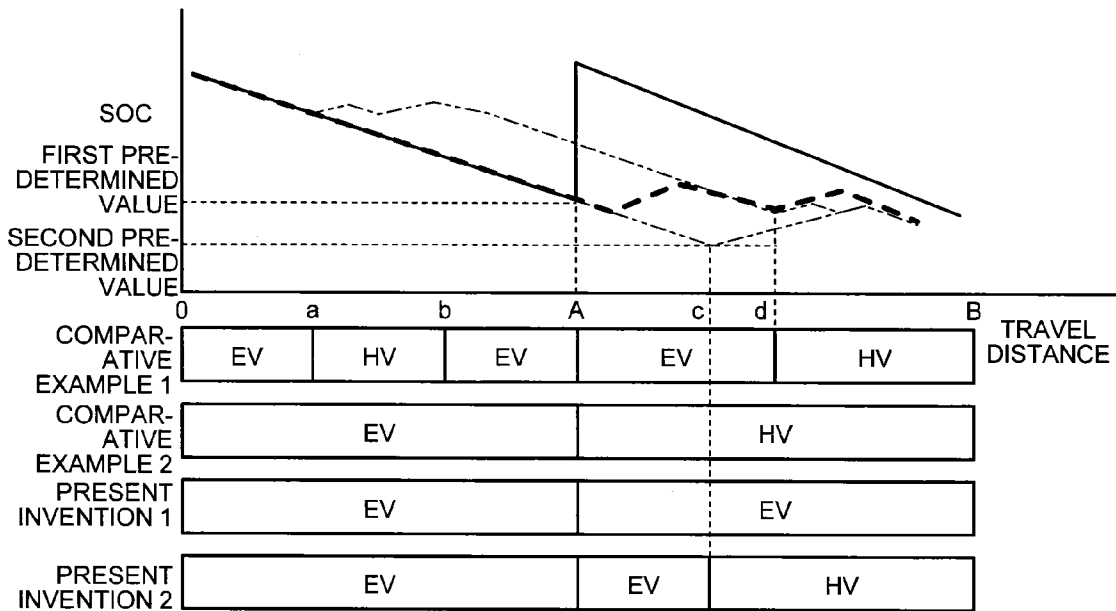 SOC
FIRST PRE-
DETERMINED
VALUE
SECOND PRE-
DETERMINED
VALUE
0 a b A c d B
TRAVEL
DISTANCE
COMPAR-
ATIVE
EXAMPLE 1
EV HV EV EV HV
COMPAR-
ATIVE
EXAMPLE 2
EV HV
PRESENT
INVENTION 1
EV EV
PRESENT
INVENTION 2
EV EV HV